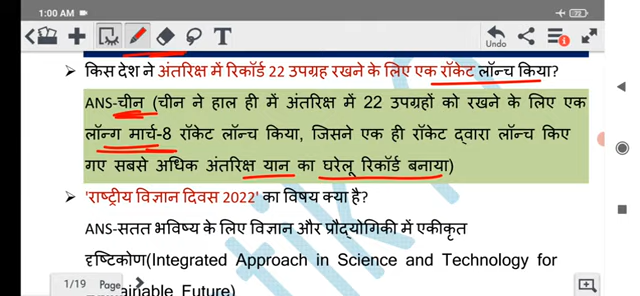 1:00 AM
72
T
Undo
➢ किस देश ने अंतरिक्ष में रिकॉर्ड 22 उपग्रह रखने के लिए एक रॉकेट लॉन्च किया?
ANS-चीन (चीन ने हाल ही में अंतरिक्ष में 22 उपग्रहों को रखने के लिए एक
लॉन्ग मार्च-8 रॉकेट लॉन्च किया, जिसने एक ही रॉकेट द्वारा लॉन्च किए
गए सबसे अधिक अंतरिक्ष यान का घरेलू रिकॉर्ड बनाया)
➢ 'राष्ट्रीय विज्ञान दिवस 2022' का विषय क्या है?
ANS-सतत भविष्य के लिए विज्ञान और प्रौद्योगिकी में एकीकृत
दृष्टिकोण(Integrated Approach in Science and Technology for
Future)
1/19 Page